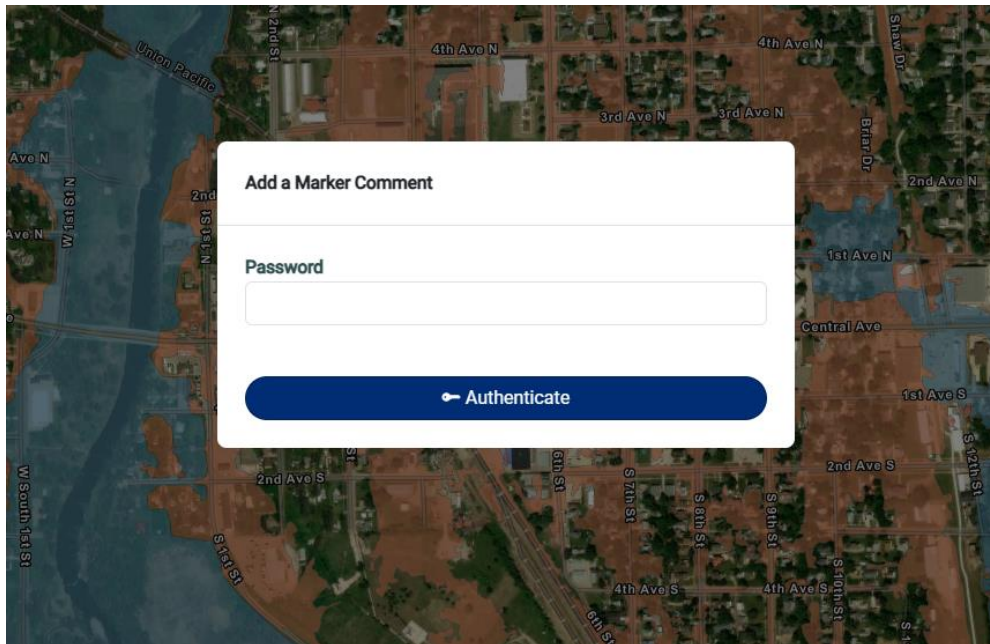 N 2nd St
Union Pacific
4th Ave N
4th Ave N
Shaw Dr
3rd Ave N
3rd Ave N
Briar Dr
Ave N
W 1st St N
2nd
2nd Ave N
Ave N
N 1st St
1st Ave N
Add a Marker Comment
Password
Central Ave
Authenticate
1st Ave S
St
6th St
2nd Ave S
2nd Ave S
S 12th St
W South 1st St
S 7th St
S 8th St
S 9th St
S 1st St
4th Ave S
4th Ave S
S 10th St
6th St
S 1